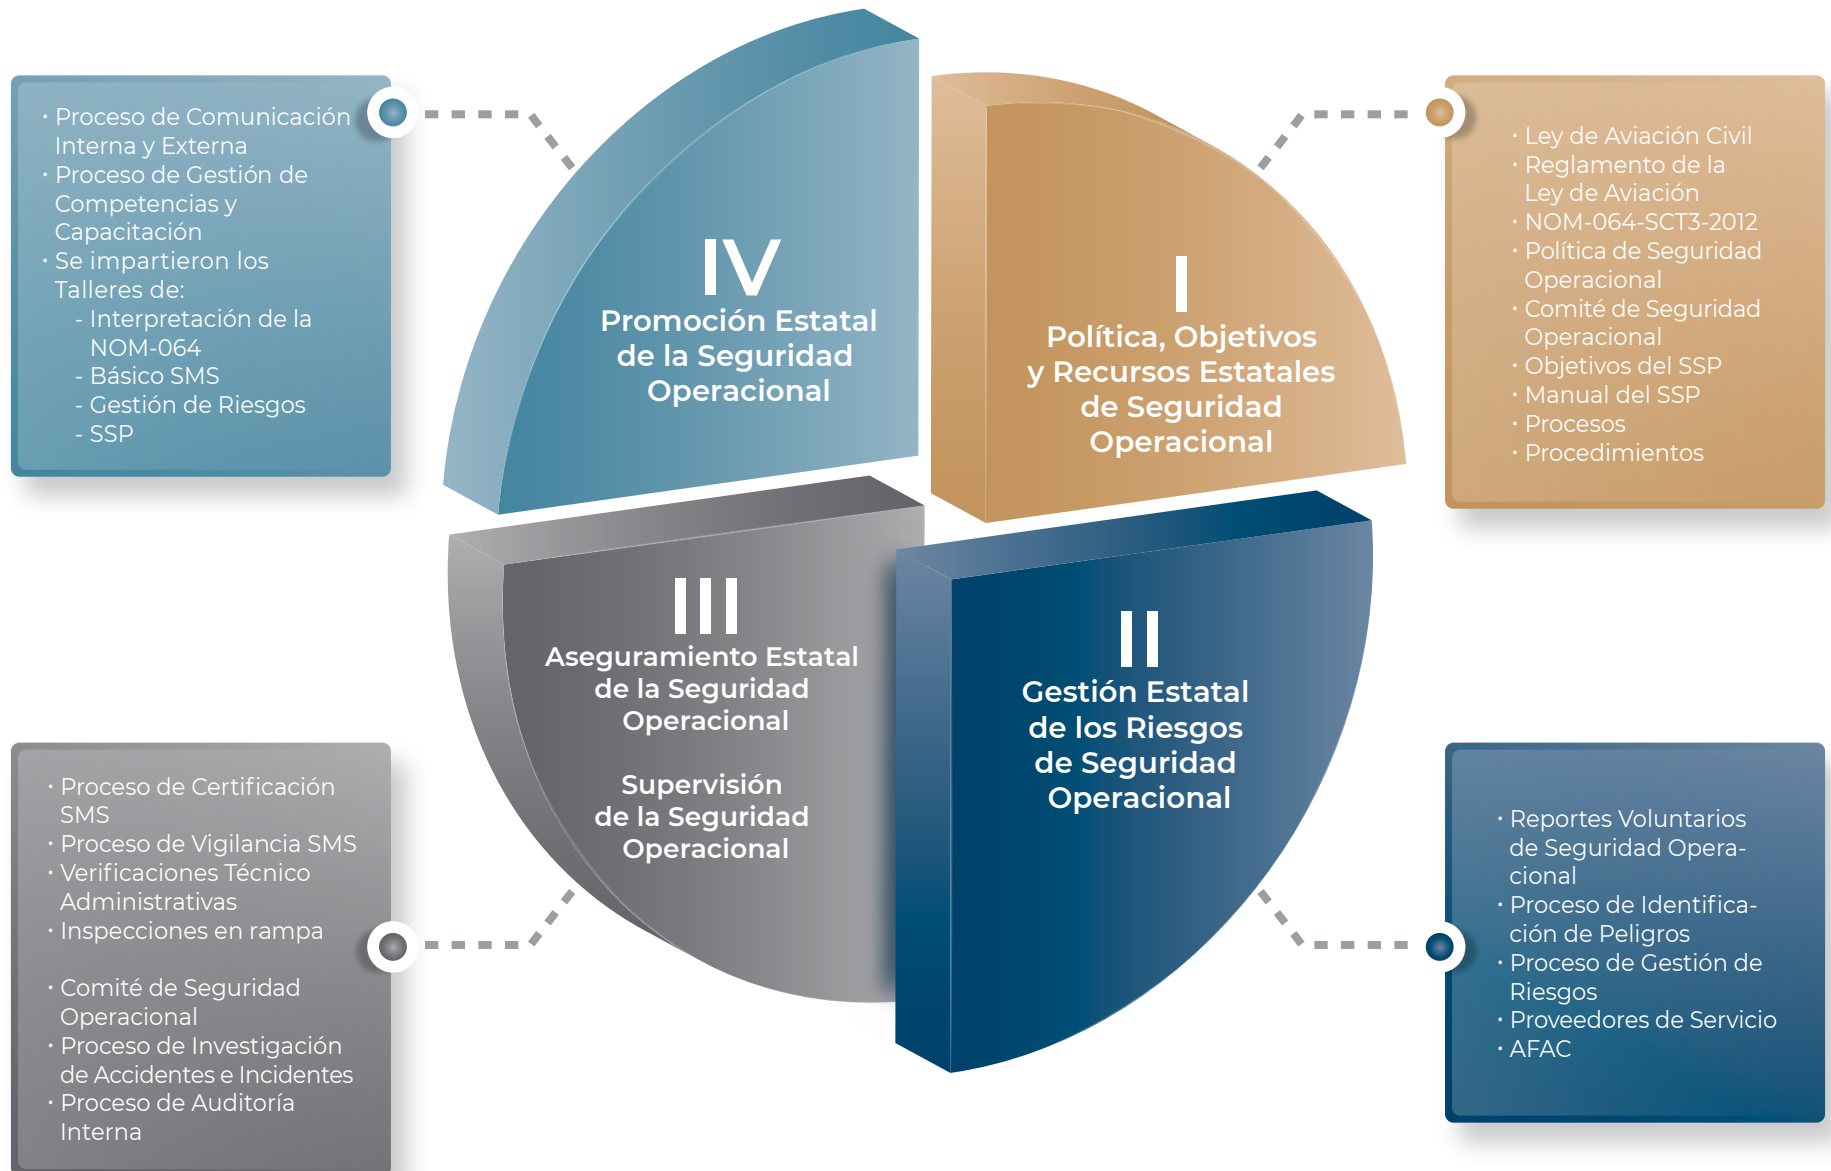 · Proceso de Comunicación
Interna y Externa
· Proceso de Gestión de
Competencias y
Capacitación
· Se impartieron los
Talleres de:
- Interpretación de la
NOM-064
- Básico SMS
- Gestión de Riesgos
- SSP
IV
Promoción Estatal
de la Seguridad
Operacional
I
Política, Objetivos
y Recursos Estatales
de Seguridad
Operacional
· Ley de Aviación Civil
· Reglamento de la
Ley de Aviación
· NOM-064-SCT3-2012
· Política de Seguridad
Operacional
· Comité de Seguridad
Operacional
· Objetivos del SSP
· Manual del SSP
· Procesos
· Procedimientos
III
Aseguramiento Estatal
de la Seguridad
Operacional
Supervisión
de la Seguridad
Operacional
II
Gestión Estatal
de los Riesgos
de Seguridad
Operacional
· Proceso de Certificación
SMS
· Proceso de Vigilancia SMS
· Verificaciones Técnico
Administrativas
· Inspecciones en rampa
· Comité de Seguridad
Operacional
· Proceso de Investigación
de Accidentes e Incidentes
· Proceso de Auditoría
Interna
· Reportes Voluntarios
de Seguridad Opera-
cional
· Proceso de Identifica-
ción de Peligros
· Proceso de Gestión de
Riesgos
· Proveedores de Servicio
· AFAC